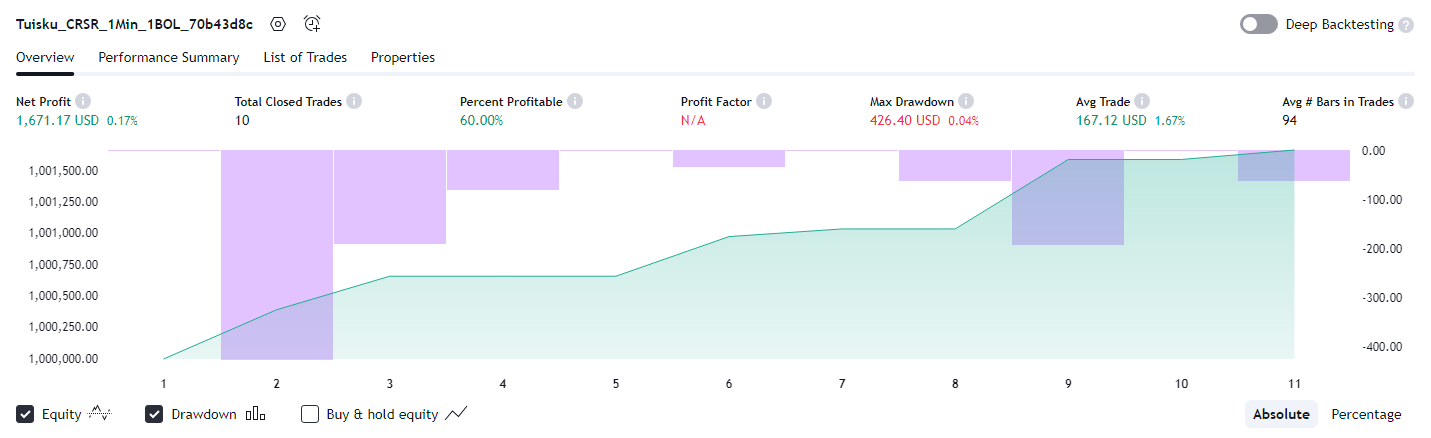 Tuisku_CRSR_1Min_1BOL_70b43d8c Deep Backtesting ?
Overview Performance Summary List of Trades Properties
Net Profit i Total Closed Trades i Percent Profitable i Profit Factor i Max Drawdown i Avg Trade i Avg # Bars in Trades i
1,671.17 USD 0.17% 10 60.00% N/A 426.40 USD 0.04% 167.12 USD 1.67% 94
0.00
1,001,500.00
1,001,250.00 -100.00
1,001,000.00
1,000,750.00 -200.00
1,000,500.00 -300.00
1,000,250.00
1,000,000.00 -400.00
1 2 3 4 5 6 7 8 9 10 11
Equity Drawdown Buy & hold equity Absolute Percentage